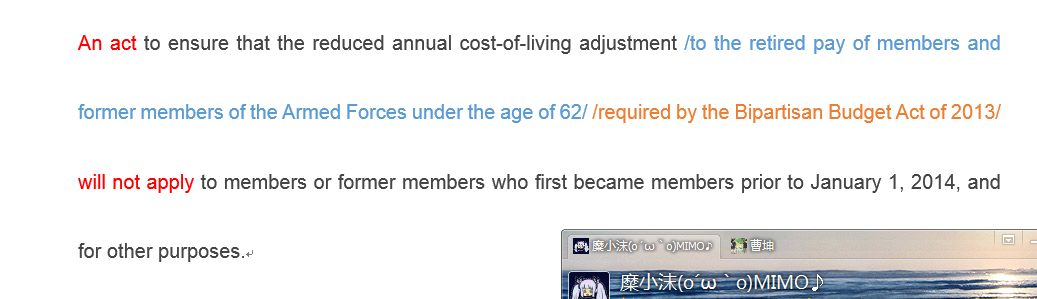 An act to ensure that the reduced annual cost-of-living adjustment /to the retired pay of members and
former members of the Armed Forces under the age of 62/ /required by the Bipartisan Budget Act of 2013/
will not apply to members or former members who first became members prior to January 1, 2014, and
for other purposes.↵
糜小沫(o´ω｀o)MIMO♪ 曹坤
糜小沫(o´ω｀o)MIMO♪